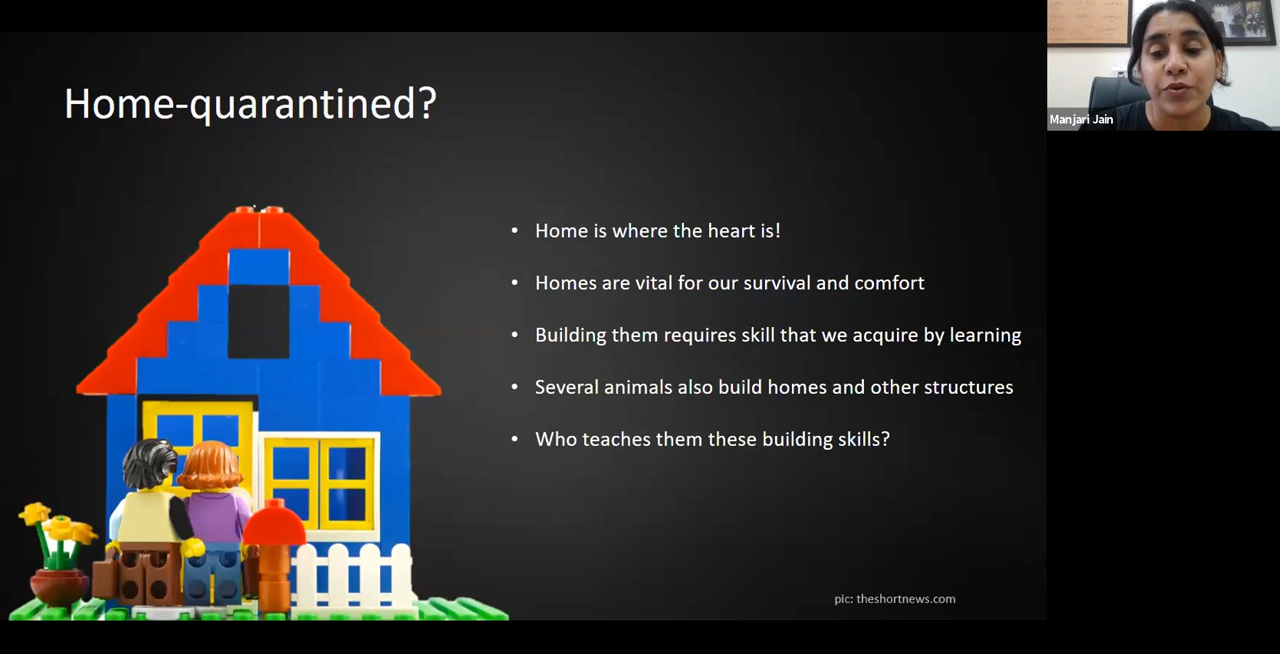 Home-quarantined?
Manjari Jain
• Home is where the heart is!
• Homes are vital for our survival and comfort
• Building them requires skill that we acquire by learning
• Several animals also build homes and other structures
• Who teaches them these building skills?
pic: theshortnews.com